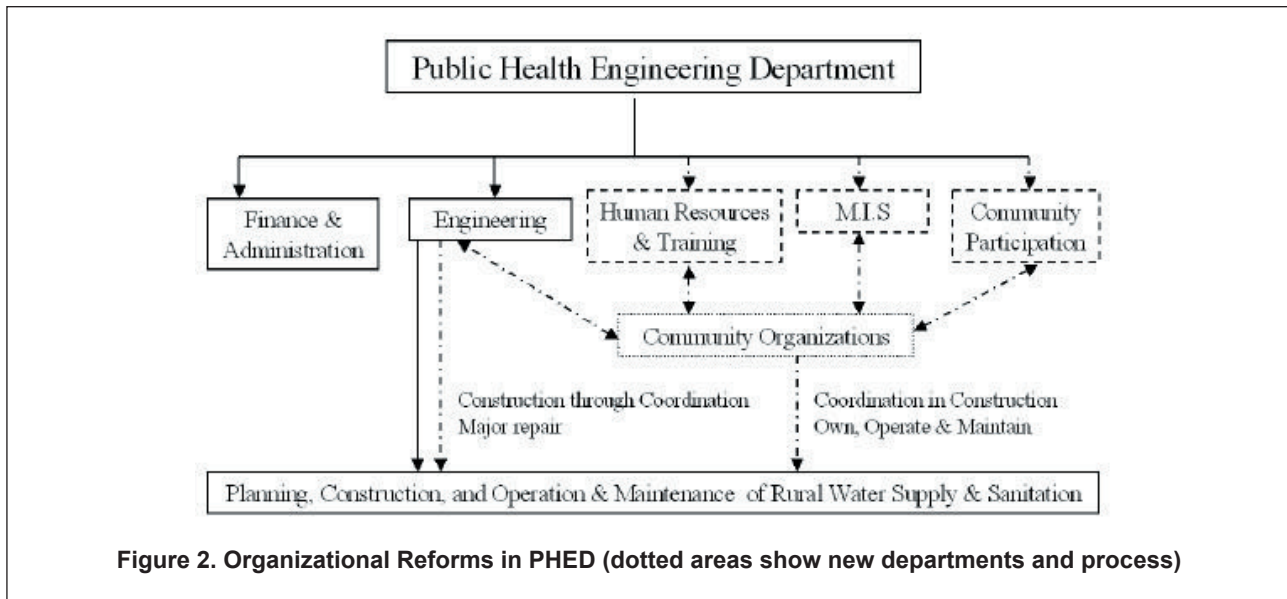 Public Health Engineering Department
Finance &
Administration
Engineering
Human Resources
& Training
M.I.S
Community
Participation
Community Organizations
Construction through Coordination
Major repair
Coordination in Construction
Own, Operate & Maintain
Planning, Construction, and Operation & Maintenance of Rural Water Supply & Sanitation
Figure 2. Organizational Reforms in PHED (dotted areas show new departments and process)